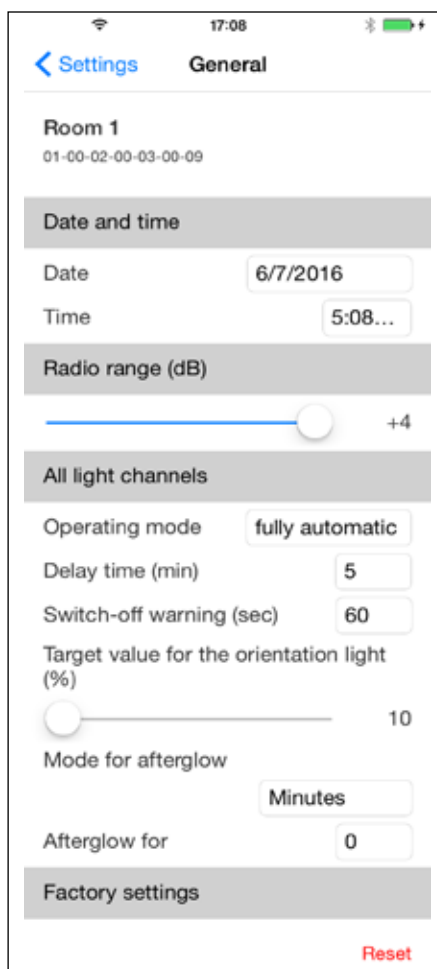 17:08
Settings General
Room 1
01-00-02-00-03-00-09
Date and time
Date 6/7/2016
Time 5:08...
Radio range (dB)
+4
All light channels
Operating mode fully automatic
Delay time (min) 5
Switch-off warning (sec) 60
Target value for the orientation light
(%)
10
Mode for afterglow
Minutes
Afterglow for 0
Factory settings
Reset